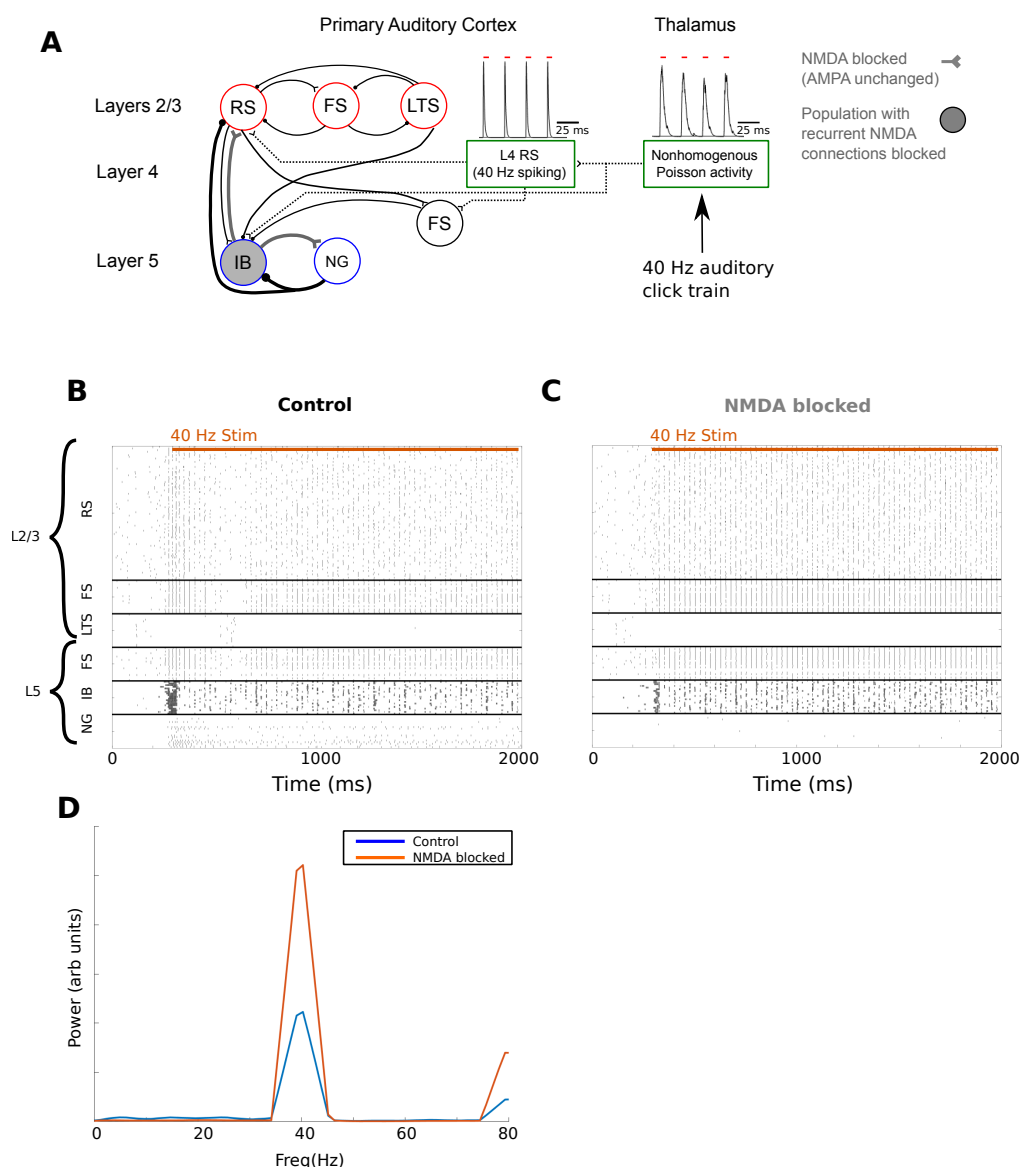 Primary Auditory Cortex
Thalamus
A
NMDA blocked
(AMPA unchanged)
Population with
recurrent NMDA
connections blocked
Layers 2/3
RS
FS
LTS
25 ms
25 ms
Layer 4
L4 RS
(40 Hz spiking)
Nonhomogenous
Poisson activity
FS
Layer 5
IB
NG
40 Hz auditory
click train
B
Control
40 Hz Stim
L2/3
RS
FS
LTS
L5
FS
IB
NG
0
1000
2000
Time (ms)
C
NMDA blocked
40 Hz Stim
0
1000
2000
Time (ms)
D
Control
NMDA blocked
Power (arb units)
0
20
40
60
80
Freq(Hz)